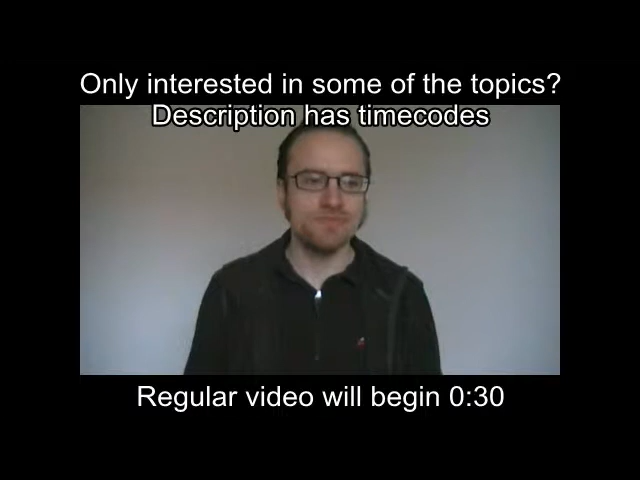 Only interested in some of the topics?
Description has timecodes
Regular video will begin 0:30